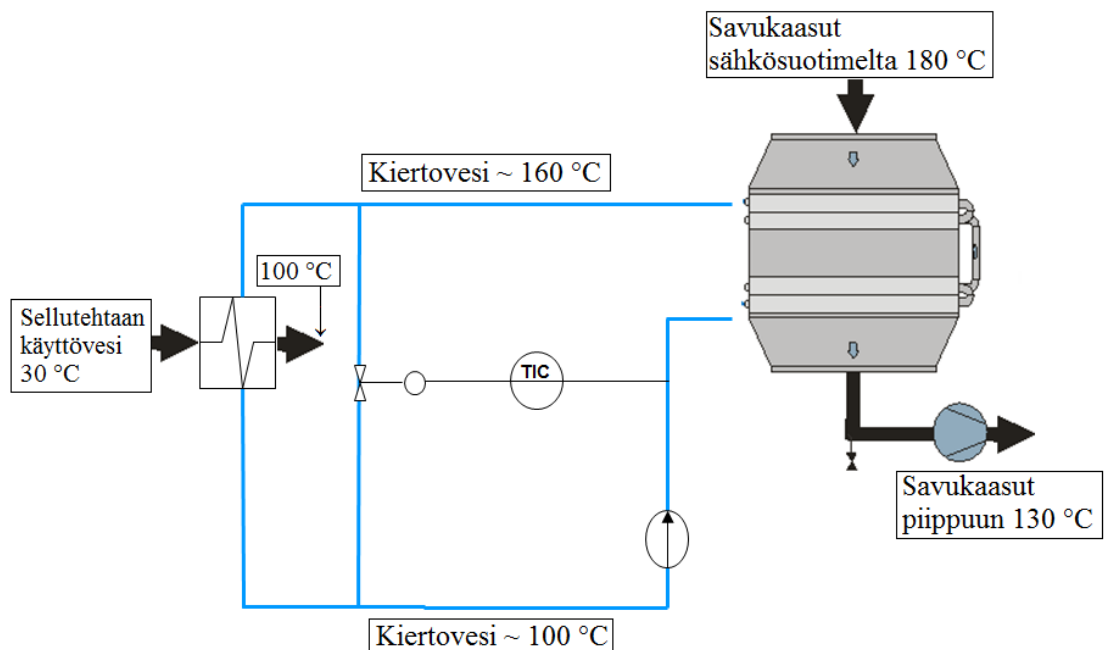 Savukaasut
sähkösuotimelta 180 °C
Kiertovesi ~ 160 °C
100 °C
Sellutehtaan
käyttövesi
30 °C
TIC
Savukaasut
piippuun 130 °C
Kiertovesi ~ 100 °C